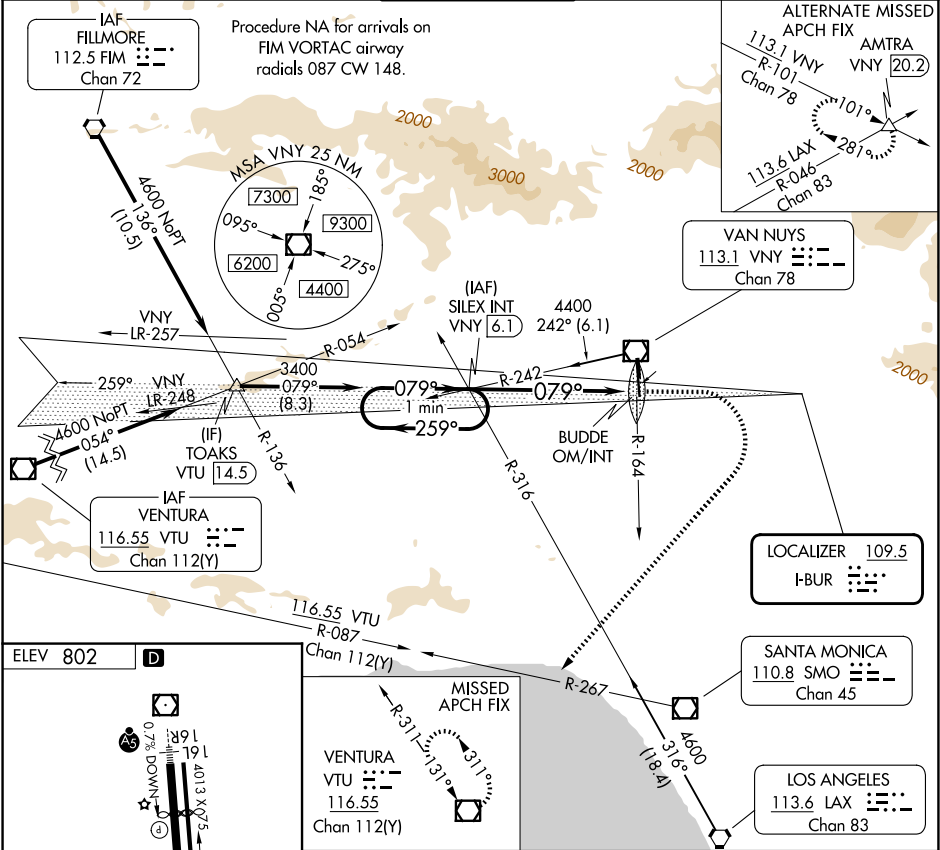 IAF
FILLMORE
112.5 FIM
Chan 72
Procedure NA for arrivals on
FIM VORTAC airway
radials 087 CW 148.
ALTERNATE MISSED
APCH FIX
AMTRA
VNY 20.2
113.1 VNY
R-101
Chan 78
101°
281°
113.6 LAX
R-046
Chan 83
2000
3000
2000
2000
MSA VNY 25 NM
7300
185°
095°
9300
6200
275°
005°
4400
4600 NoPT
136°
(10.5)
VAN NUYS
113.1 VNY
Chan 78
(IAF)
SILEX INT
VNY 6.1
4400
242° (6.1)
VNY
LR-257
R-054
R-242
3400
079°
(8.3)
079°
1 min
259°
079°
259° VNY
LR-248
4600 NoPT
054°
(14.5)
(IF)
TOAKS
VTU 14.5
R-136
BUDDE
OM/INT
R-164
R-316
IAF
VENTURA
116.55 VTU
Chan 112(Y)
LOCALIZER 109.5
I-BUR
116.55 VTU
R-087
Chan 112(Y)
R-267
SANTA MONICA
110.8 SMO
Chan 45
4600
316°
(18.4)
LOS ANGELES
113.6 LAX
Chan 83
ELEV 802
D
A5
0.7% DOWN
16R
16L
4013 X 75
P
MISSED
APCH FIX
R-311
131°
311°
VENTURA
VTU
116.55
Chan 112(Y)